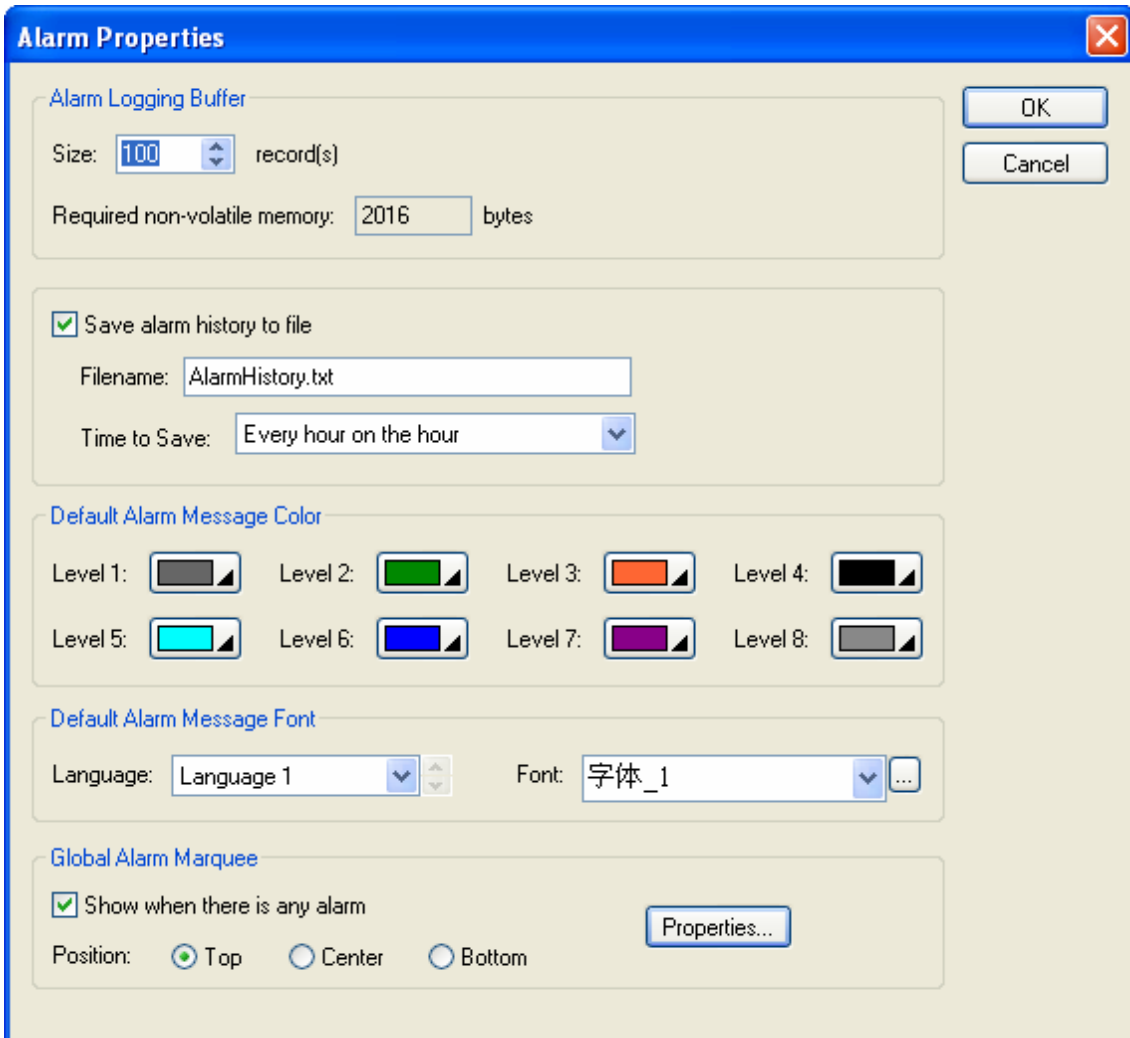 Alarm Properties
Alarm Logging Buffer
OK
Size: 100 record(s)
Cancel
Required non-volatile memory: 2016 bytes
Save alarm history to file
Filename: AlarmHistory.txt
Time to Save: Every hour on the hour
Default Alarm Message Color
Level 1: Level 2: Level 3: Level 4:
Level 5: Level 6: Level 7: Level 8:
Default Alarm Message Font
Language: Language 1 Font: 字体_1 ...
Global Alarm Marquee
Show when there is any alarm
Properties...
Position: Top Center Bottom